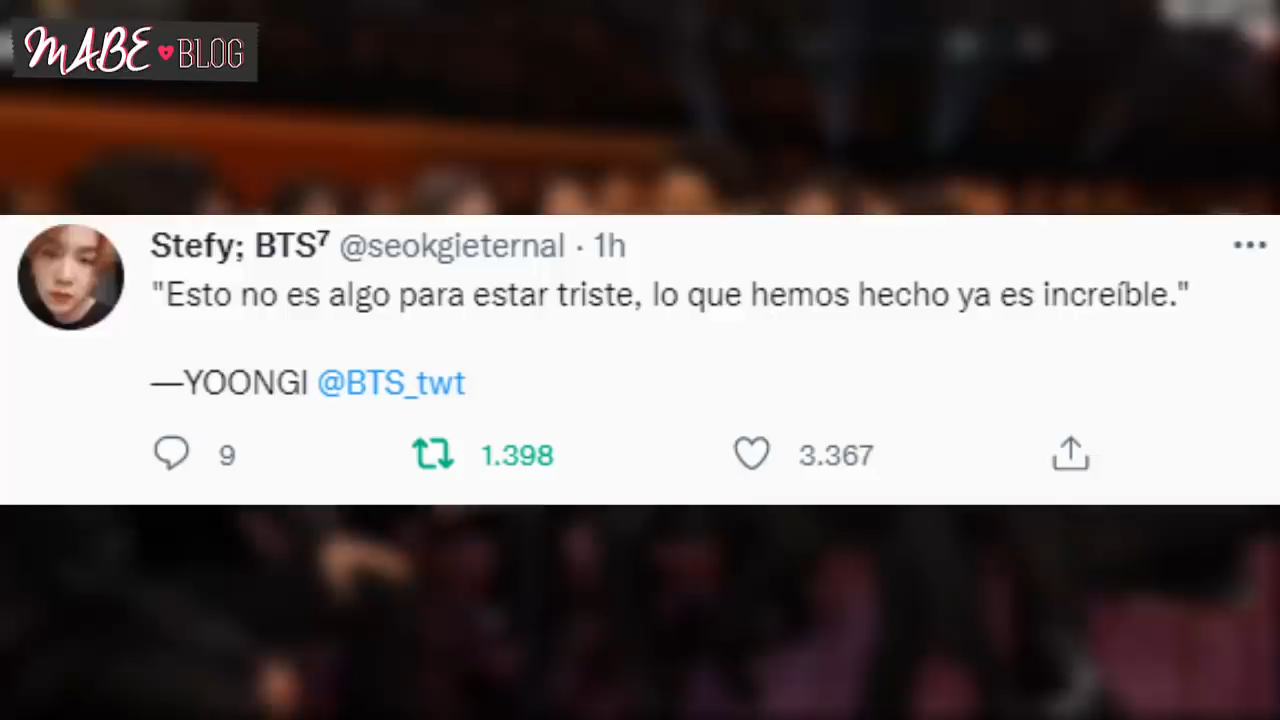 MABE BLOG
Stefy; BTS⁷ @seokgieternal · 1h
"Esto no es algo para estar triste, lo que hemos hecho ya es increíble."
—YOONGI @BTS_twt
9 1.398 3.367